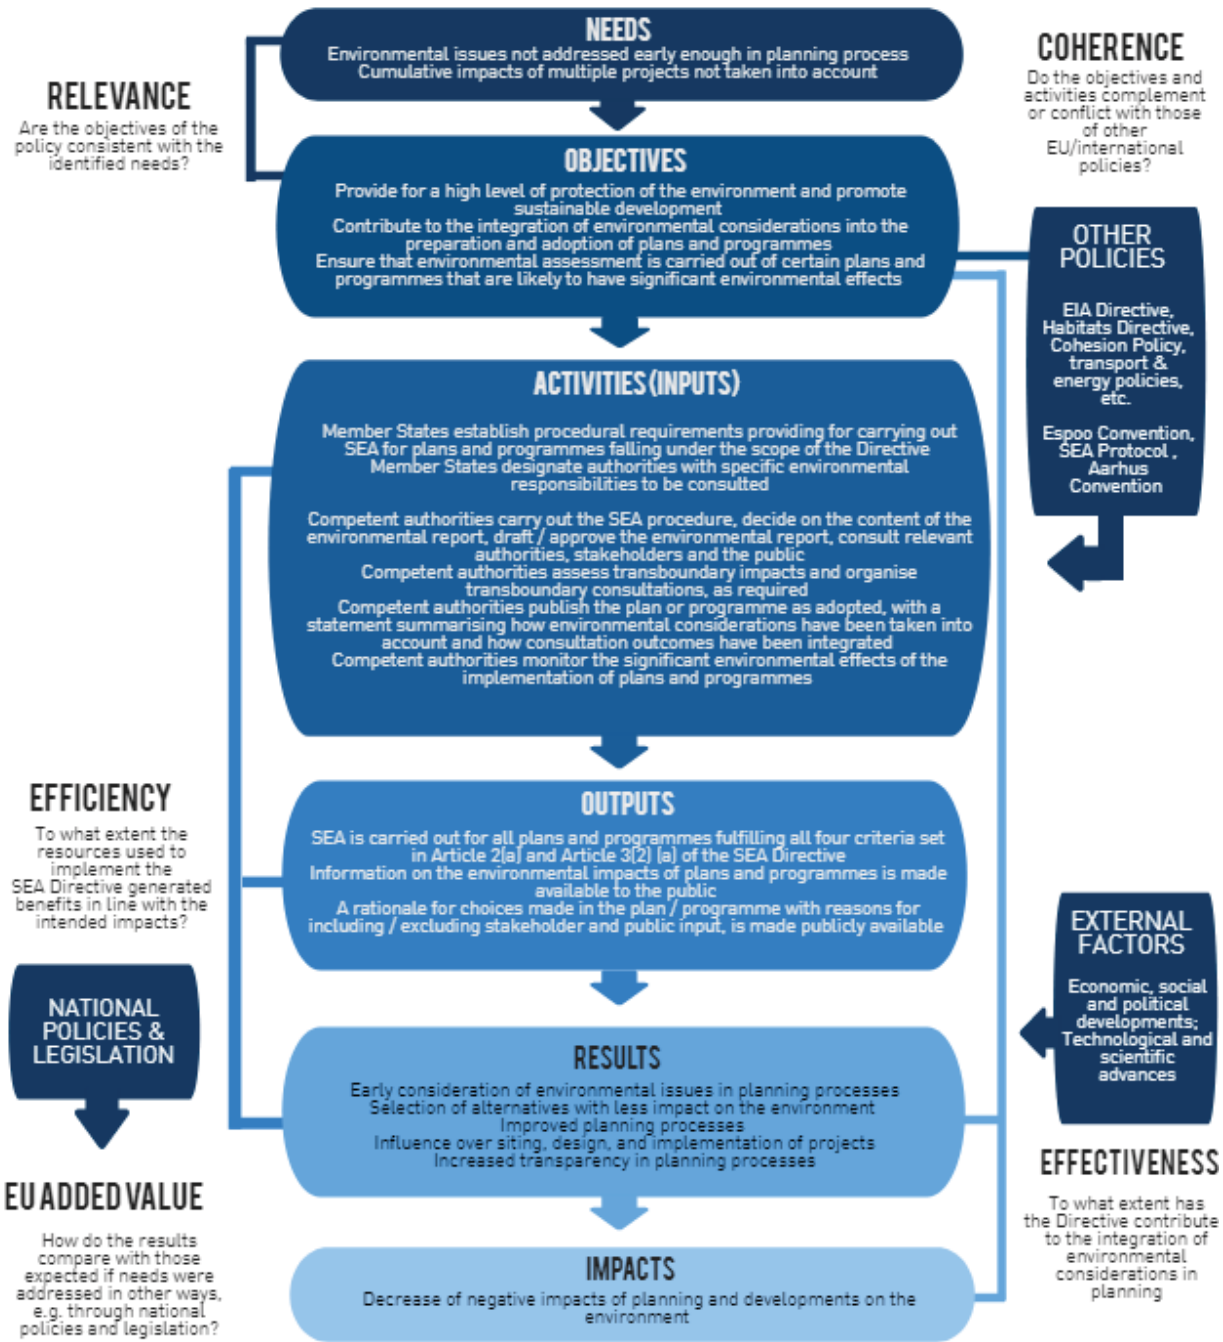 NEEDS
Environmental issues not addressed early enough in planning process
Cumulative impacts of multiple projects not taken into account
COHERENCE
Do the objectives and
activities complement
or conflict with those
of other
EU/international
policies?
RELEVANCE
Are the objectives of the
policy consistent with the
identified needs?
OBJECTIVES
Provide for a high level of protection of the environment and promote
sustainable development
Contribute to the integration of environmental considerations into the
preparation and adoption of plans and programmes
Ensure that environmental assessment is carried out of certain plans and
programmes that are likely to have significant environmental effects
OTHER
POLICIES
EIA Directive,
Habitats Directive,
Cohesion Policy,
transport &
energy policies,
etc.
Espoo Convention,
SEA Protocol ,
Aarhus
Convention
ACTIVITIES (INPUTS)
Member States establish procedural requirements providing for carrying out
SEA for plans and programmes falling under the scope of the Directive
Member States designate authorities with specific environmental
responsibilities to be consulted
Competent authorities carry out the SEA procedure, decide on the content of the
environmental report, draft / approve the environmental report, consult relevant
authorities, stakeholders and the public
Competent authorities assess transboundary impacts and organise
transboundary consultations, as required
Competent authorities publish the plan or programme as adopted, with a
statement summarising how environmental considerations have been taken into
account and how consultation outcomes have been integrated
Competent authorities monitor the significant environmental effects of the
implementation of plans and programmes
EFFICIENCY
To what extent the
resources used to
implement the
SEA Directive generated
benefits in line with the
intended impacts?
OUTPUTS
SEA is carried out for all plans and programmes fulfilling all four criteria set
in Article 2(a) and Article 3(2) (a) of the SEA Directive
Information on the environmental impacts of plans and programmes is made
available to the public
A rationale for choices made in the plan / programme with reasons for
including / excluding stakeholder and public input, is made publicly available
EXTERNAL
FACTORS
Economic, social
and political
developments;
Technological and
scientific
advances
NATIONAL
POLICIES &
LEGISLATION
RESULTS
Early consideration of environmental issues in planning processes
Selection of alternatives with less impact on the environment
Improved planning processes
Influence over siting, design, and implementation of projects
Increased transparency in planning processes
EFFECTIVENESS
To what extent has
the Directive contribute
to the integration of
environmental
considerations in
planning
EU ADDED VALUE
How do the results
compare with those
expected if needs were
addressed in other ways,
e.g. through national
policies and legislation?
IMPACTS
Decrease of negative impacts of planning and developments on the
environment